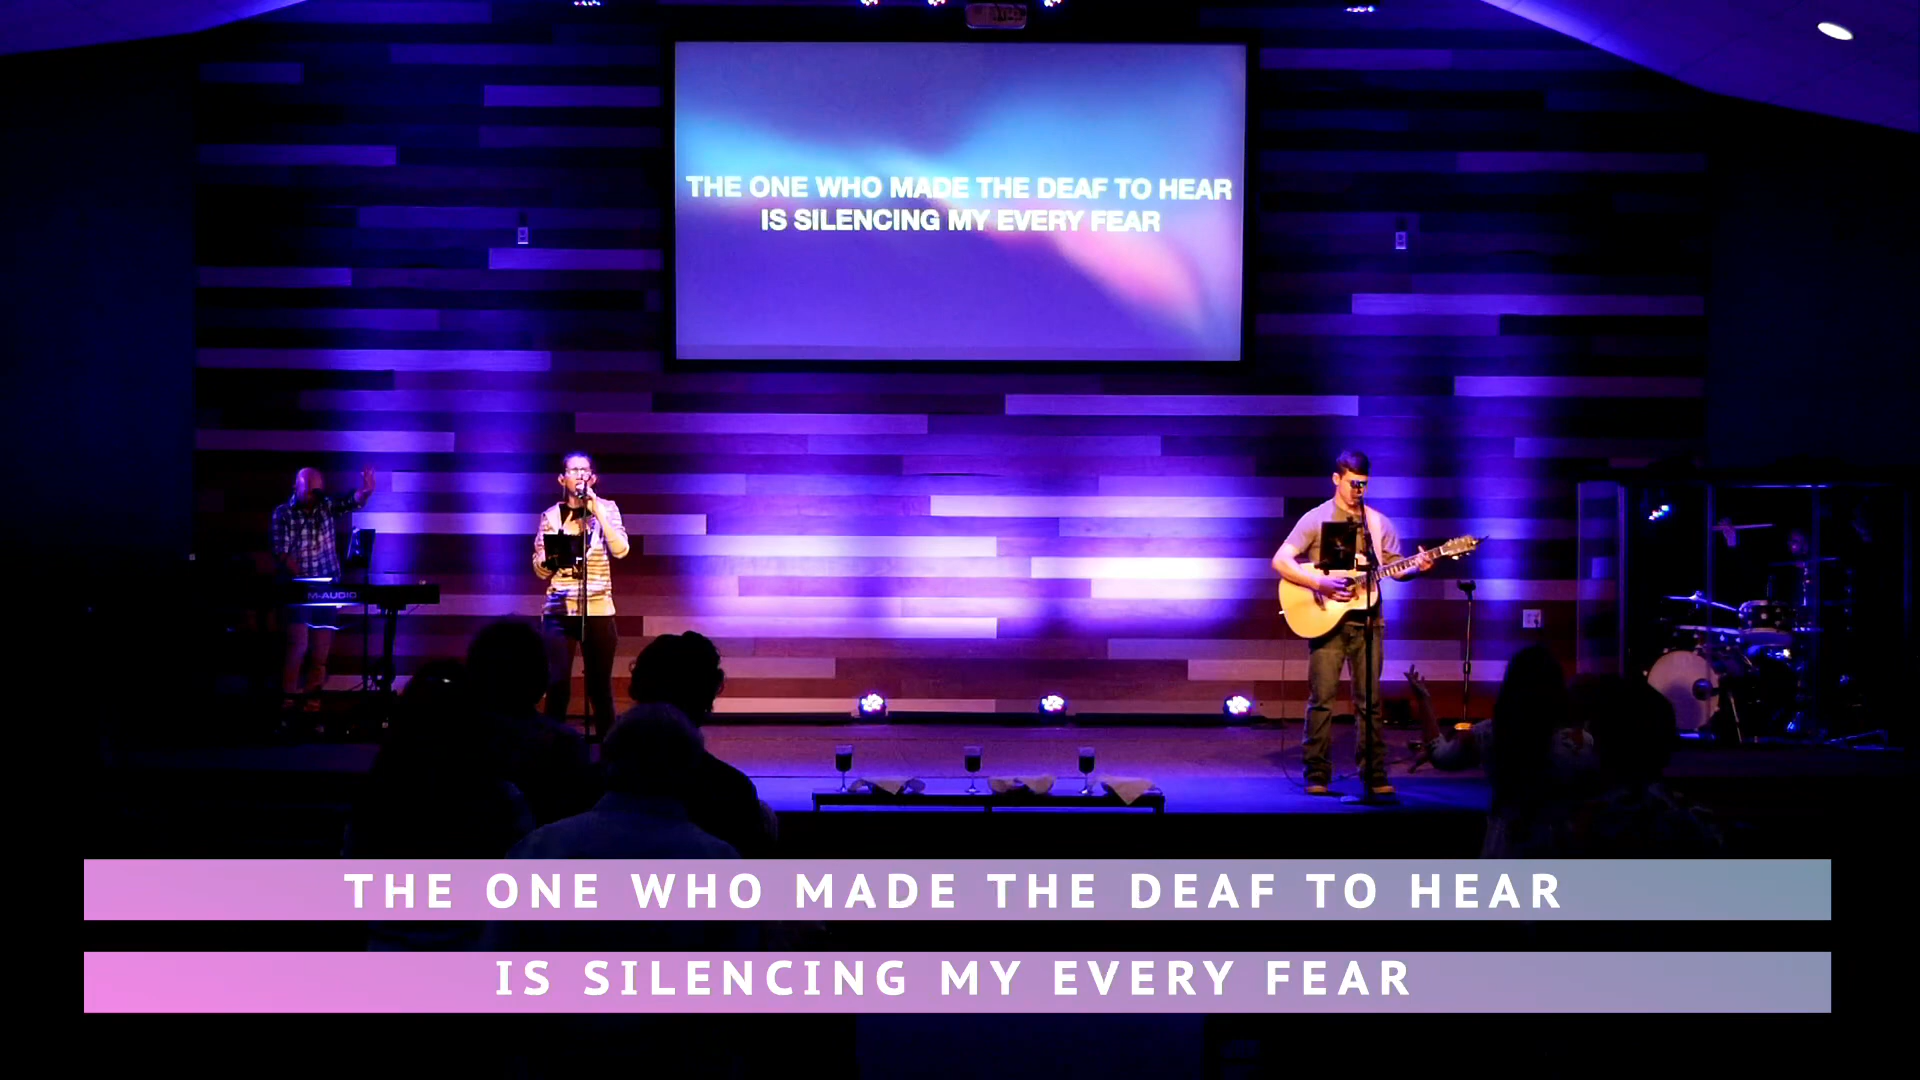 THE ONE WHO MADE THE DEAF TO HEAR
IS SILENCING MY EVERY FEAR
M-AUDIO
THE ONE WHO MADE THE DEAF TO HEAR
IS SILENCING MY EVERY FEAR